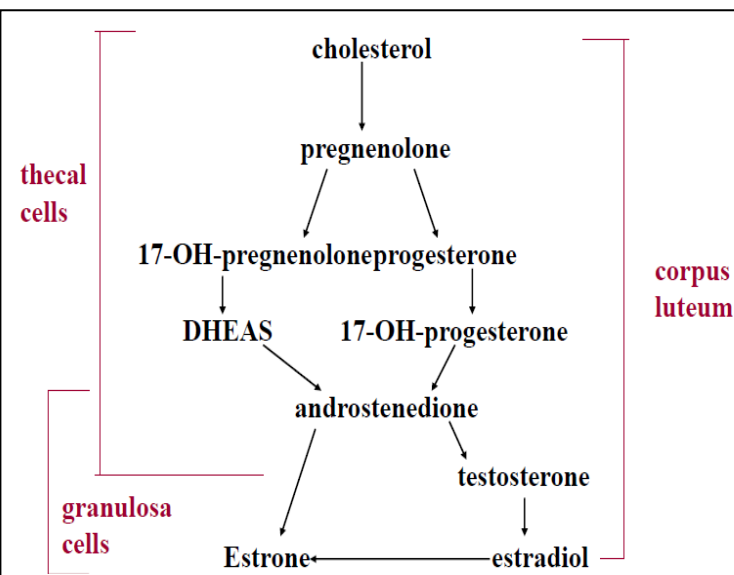 cholesterol
pregnenolone
thecal
cells
17-OH-pregnenoloneprogesterone
corpus
luteum
DHEAS 17-OH-progesterone
androstenedione
testosterone
granulosa
cells
Estrone estradiol